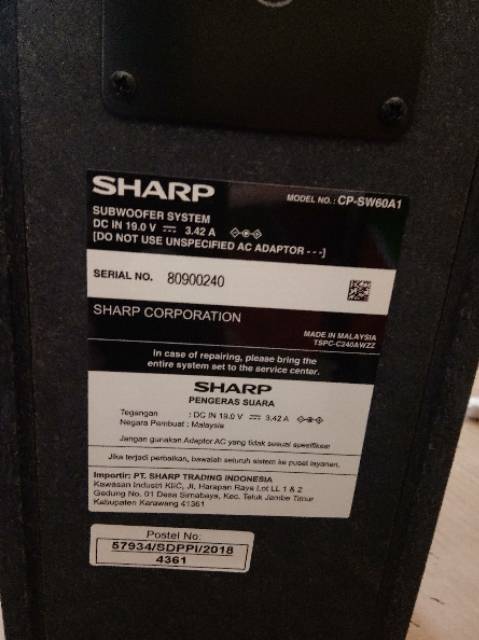 SHARP
MODEL NO.: CP-SW60A1
SUBWOOFER SYSTEM
DC IN 19.0 V ⎓ 3.42 A
[DO NOT USE UNSPECIFIED AC ADAPTOR - - -]
SERIAL NO. 80900240
SHARP CORPORATION
MADE IN MALAYSIA
TSPC-C240AWZZ
In case of repairing, please bring the
entire system set to the service center.
SHARP
PENGERAS SUARA
Tegangan : DC IN 19.0 V ⎓ 3.42 A
Negara Pembuat : Malaysia
Jangan gunakan Adaptor AC yang tidak sesuai spesifikasi
Jika terjadi perbaikan, bawalah seluruh sistem ke pusat layanan.
Importir: PT. SHARP TRADING INDONESIA
Kawasan Industri KIIC, Jl. Harapan Raya Lot LL 1 & 2
Gedung No. 01 Desa Sirnabaya, Kec. Teluk Jambe Timur
Kabupaten Karawang 41361
Postel No:
57934/SDPPI/2018
4361